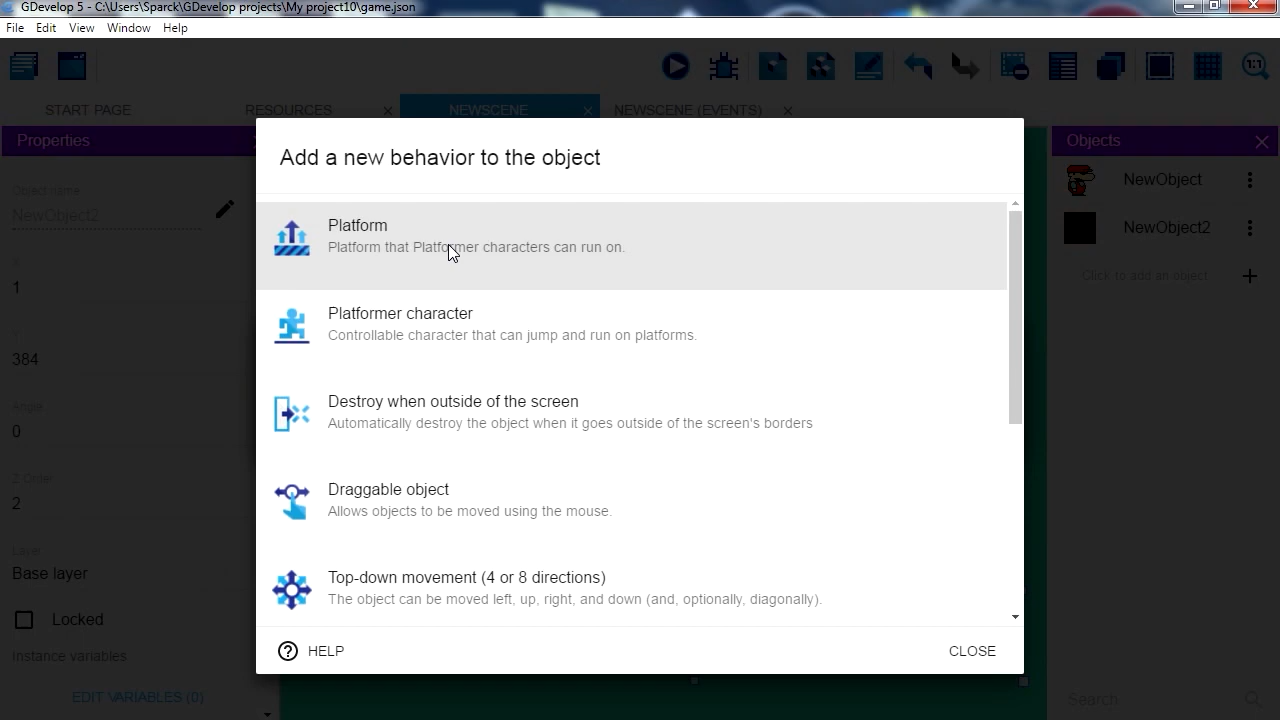 GDevelop 5 - C:\Users\Sparck\GDevelop projects\My project10\game.json
File Edit View Window Help
1:1
START PAGE RESOURCES NEWSCENE NEWSCENE (EVENTS)
Properties
Object name
NewObject2
X
1
Y
384
Angle
0
Z Order
2
Layer
Base layer
Locked
Instance variables
EDIT VARIABLES (0)
Add a new behavior to the object
Platform
Platform that Platformer characters can run on.
Platformer character
Controllable character that can jump and run on platforms.
Destroy when outside of the screen
Automatically destroy the object when it goes outside of the screen's borders
Draggable object
Allows objects to be moved using the mouse.
Top-down movement (4 or 8 directions)
The object can be moved left, up, right, and down (and, optionally, diagonally).
? HELP
CLOSE
Objects
NewObject
NewObject2
Click to add an object
Search